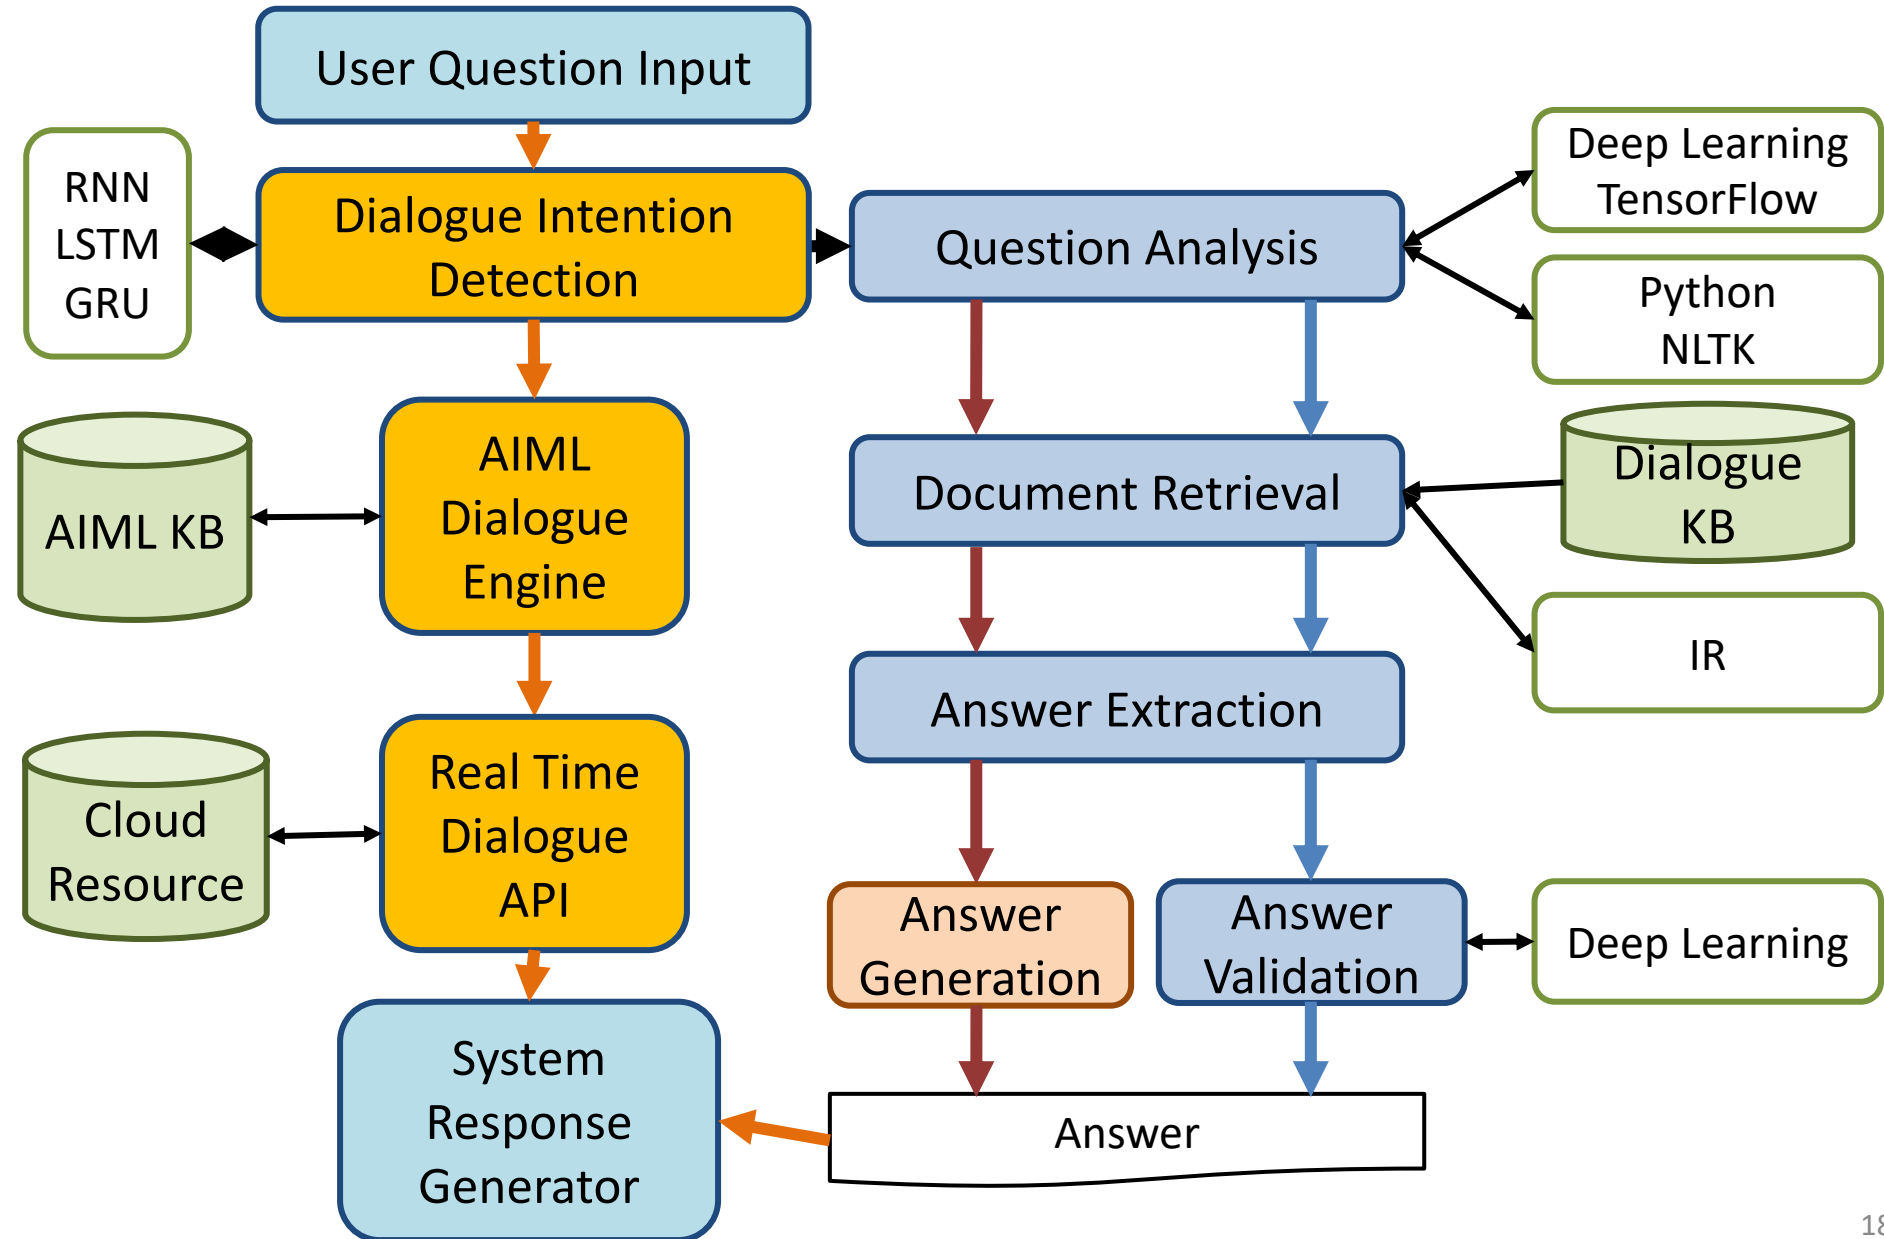 User Question Input
RNN
LSTM
GRU
Dialogue Intention
Detection
Question Analysis
Deep Learning
TensorFlow
Python
NLTK
AIML KB
AIML
Dialogue
Engine
Document Retrieval
Dialogue
KB
IR
Answer Extraction
Cloud
Resource
Real Time
Dialogue
API
Answer
Generation
Answer
Validation
Deep Learning
System
Response
Generator
Answer
18